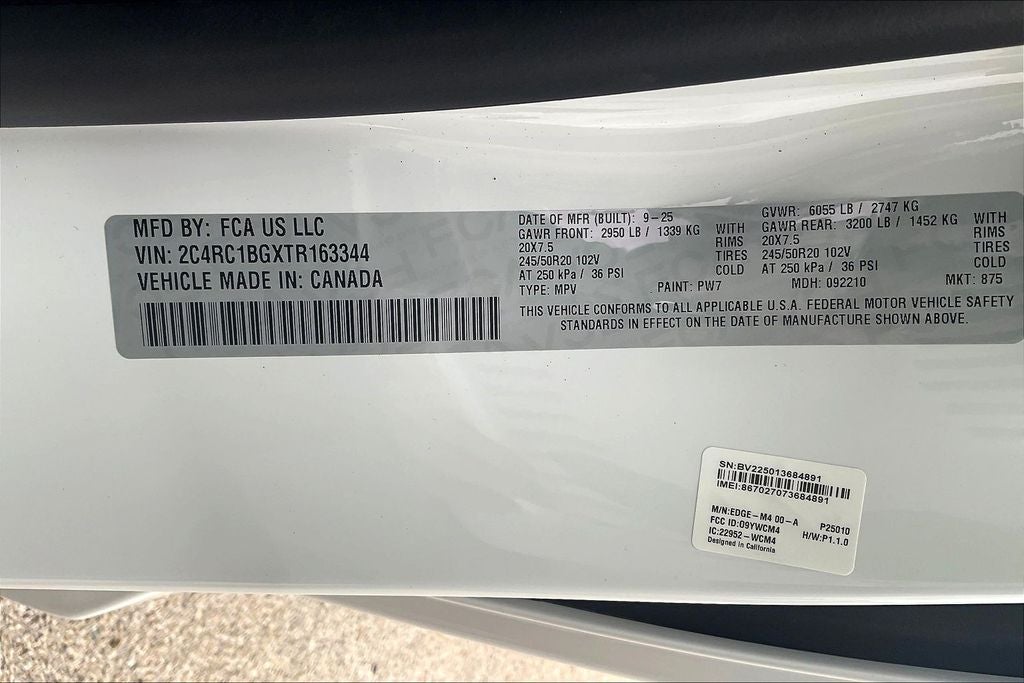 MFD BY: FCA US LLC
VIN: 2C4RC1BGXTR163344
VEHICLE MADE IN: CANADA
DATE OF MFR (BUILT): 9-25
GAWR FRONT: 2950 LB / 1339 KG WITH
20X7.5 RIMS
245/50R20 102V TIRES
AT 250 kPa / 36 PSI COLD
GVWR: 6055 LB / 2747 KG
GAWR REAR: 3200 LB / 1452 KG WITH
20X7.5 RIMS
245/50R20 102V TIRES
AT 250 kPa / 36 PSI COLD
TYPE: MPV PAINT: PW7 MDH: 092210 MKT: 875
THIS VEHICLE CONFORMS TO ALL APPLICABLE U.S.A. FEDERAL MOTOR VEHICLE SAFETY
STANDARDS IN EFFECT ON THE DATE OF MANUFACTURE SHOWN ABOVE.
SN:BV225013684891
IMEI:867027073684891
M/N:EDGE-M4 00-A P25010
FCC ID:09YWCM4 H/W:P1.1.0
IC:22952-WCM4
Designed in California